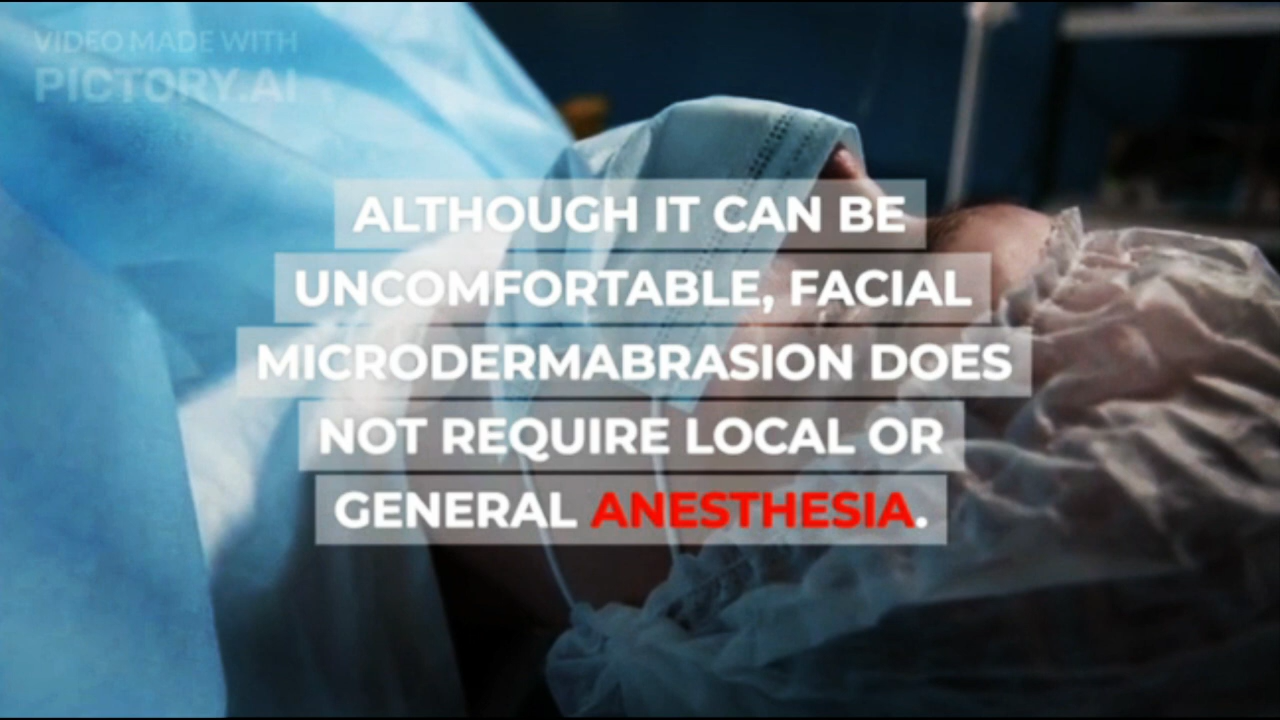 VIDEO MADE WITH
PICTORY.AI
ALTHOUGH IT CAN BE
UNCOMFORTABLE, FACIAL
MICRODERMABRASION DOES
NOT REQUIRE LOCAL OR
GENERAL ANESTHESIA.